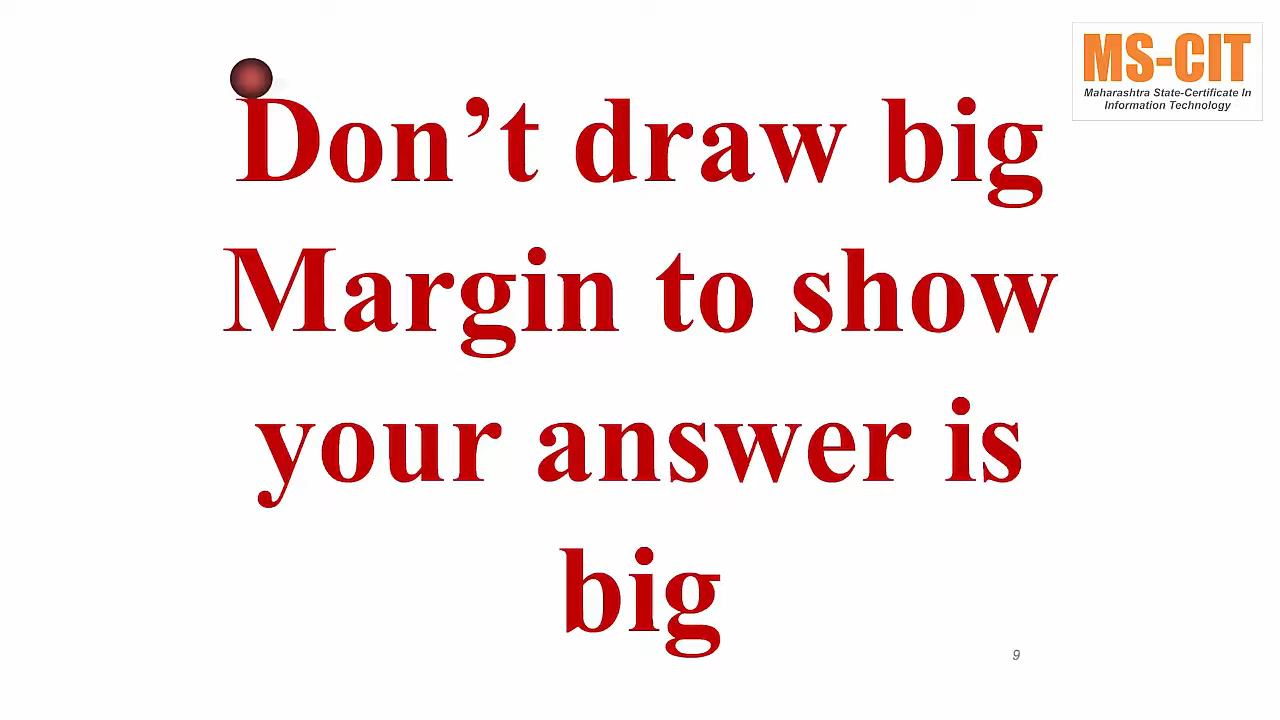 MS-CIT
Maharashtra State-Certificate In
Information Technology
Don’t draw big
Margin to show
your answer is
big
9